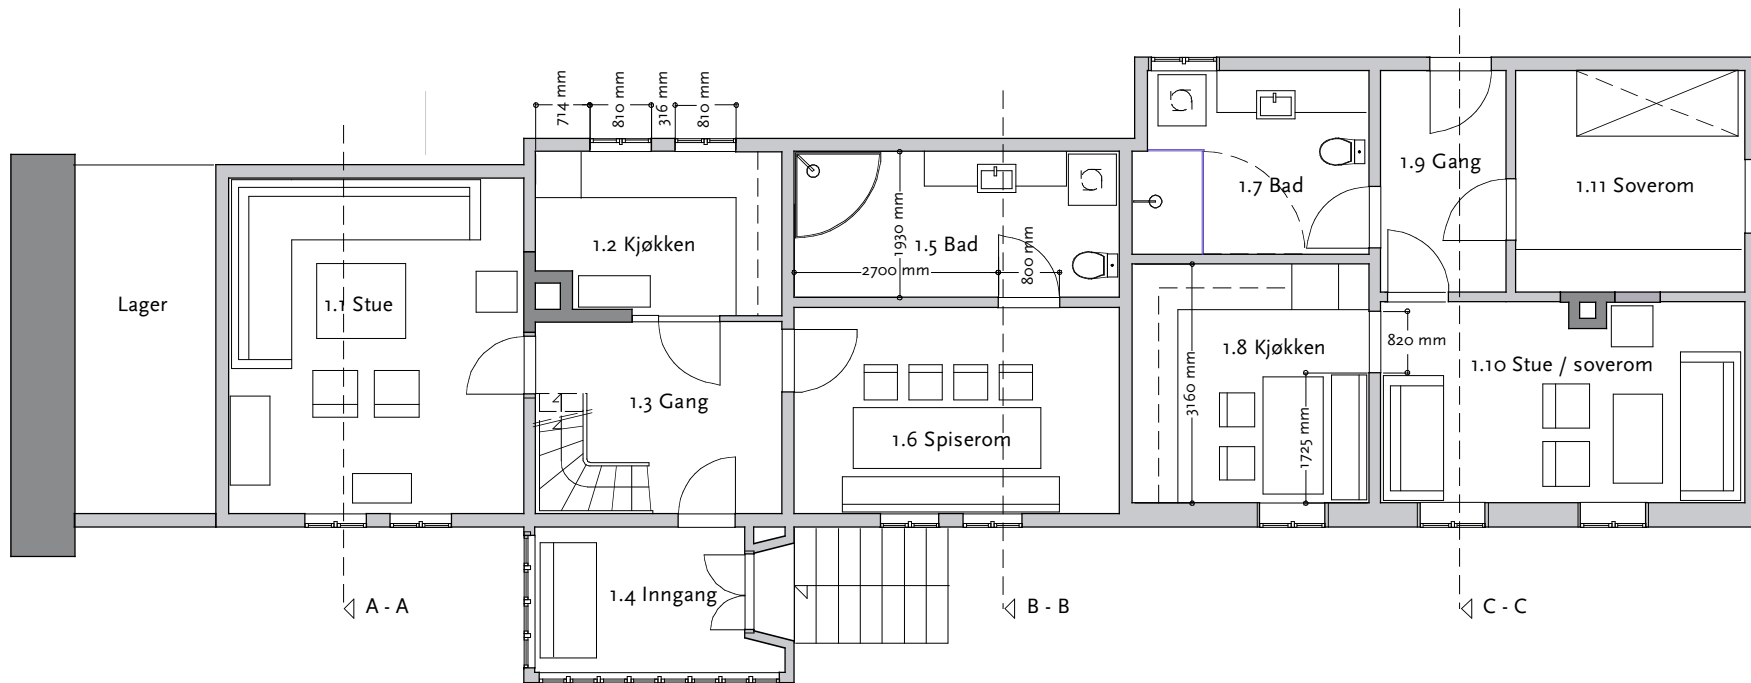 714 mm
810 mm
316 mm
810 mm
1.9 Gang
1.7 Bad
1.11 Soverom
1.2 Kjøkken
1.5 Bad
1930 mm
2700 mm
800 mm
Lager
1.1 Stue
1.8 Kjøkken
820 mm
1.10 Stue / soverom
3160 mm
1.3 Gang
1.6 Spiserom
1725 mm
1.4 Inngang
A - A
B - B
C - C